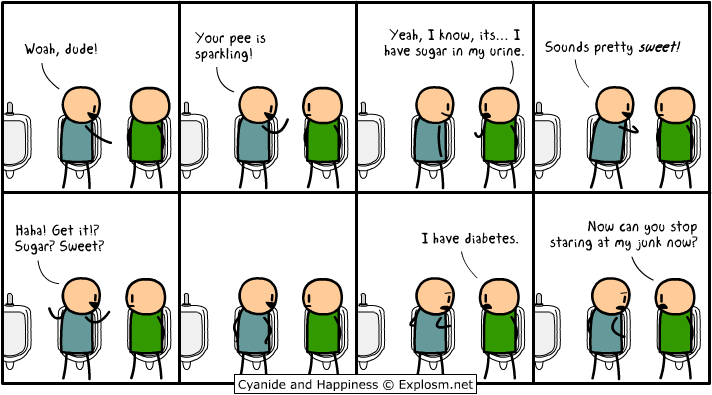 Woah, dude!
Your pee is
sparkling!
Yeah, I know, its... I
have sugar in my urine.
Sounds pretty sweet!
Haha! Get it!?
Sugar? Sweet?
I have diabetes.
Now can you stop
staring at my junk now?
Cyanide and Happiness © Explosm.net